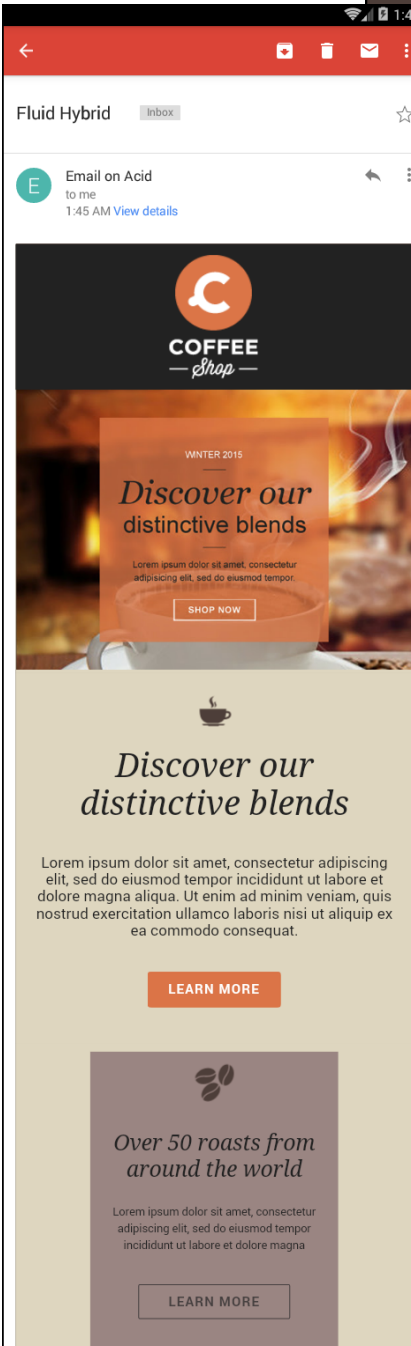 1:4
Fluid Hybrid Inbox
E
Email on Acid
to me
1:45 AM View details
C
COFFEE
Shop
WINTER 2015
Discover our
distinctive blends
Lorem ipsum dolor sit amet, consectetur
adipiscing elit, sed do eiusmod tempor.
SHOP NOW
Discover our
distinctive blends
Lorem ipsum dolor sit amet, consectetur adipiscing
elit, sed do eiusmod tempor incididunt ut labore et
dolore magna aliqua. Ut enim ad minim veniam, quis
nostrud exercitation ullamco laboris nisi ut aliquip ex
ea commodo consequat.
LEARN MORE
Over 50 roasts from
around the world
Lorem ipsum dolor sit amet, consectetur
adipiscing elit, sed do eiusmod tempor
incididunt ut labore et dolore magna
LEARN MORE